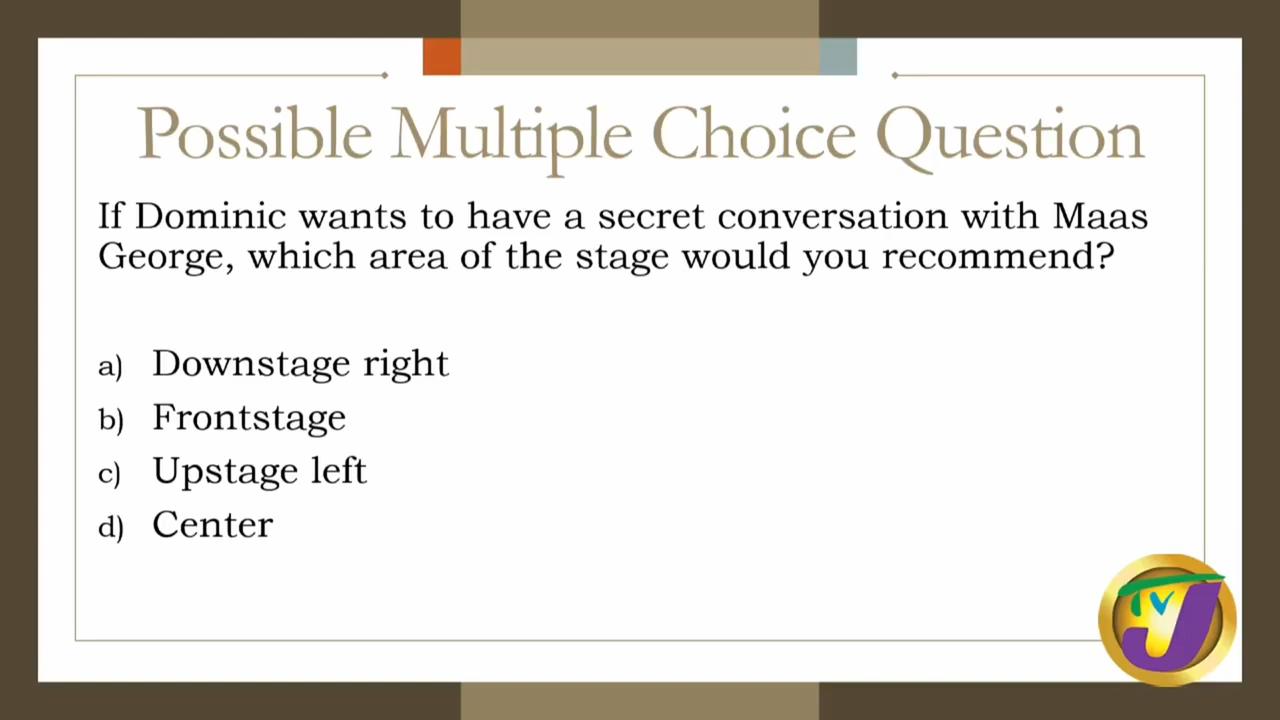 Possible Multiple Choice Question
If Dominic wants to have a secret conversation with Maas
George, which area of the stage would you recommend?
a) Downstage right
b) Frontstage
c) Upstage left
d) Center
TVJ